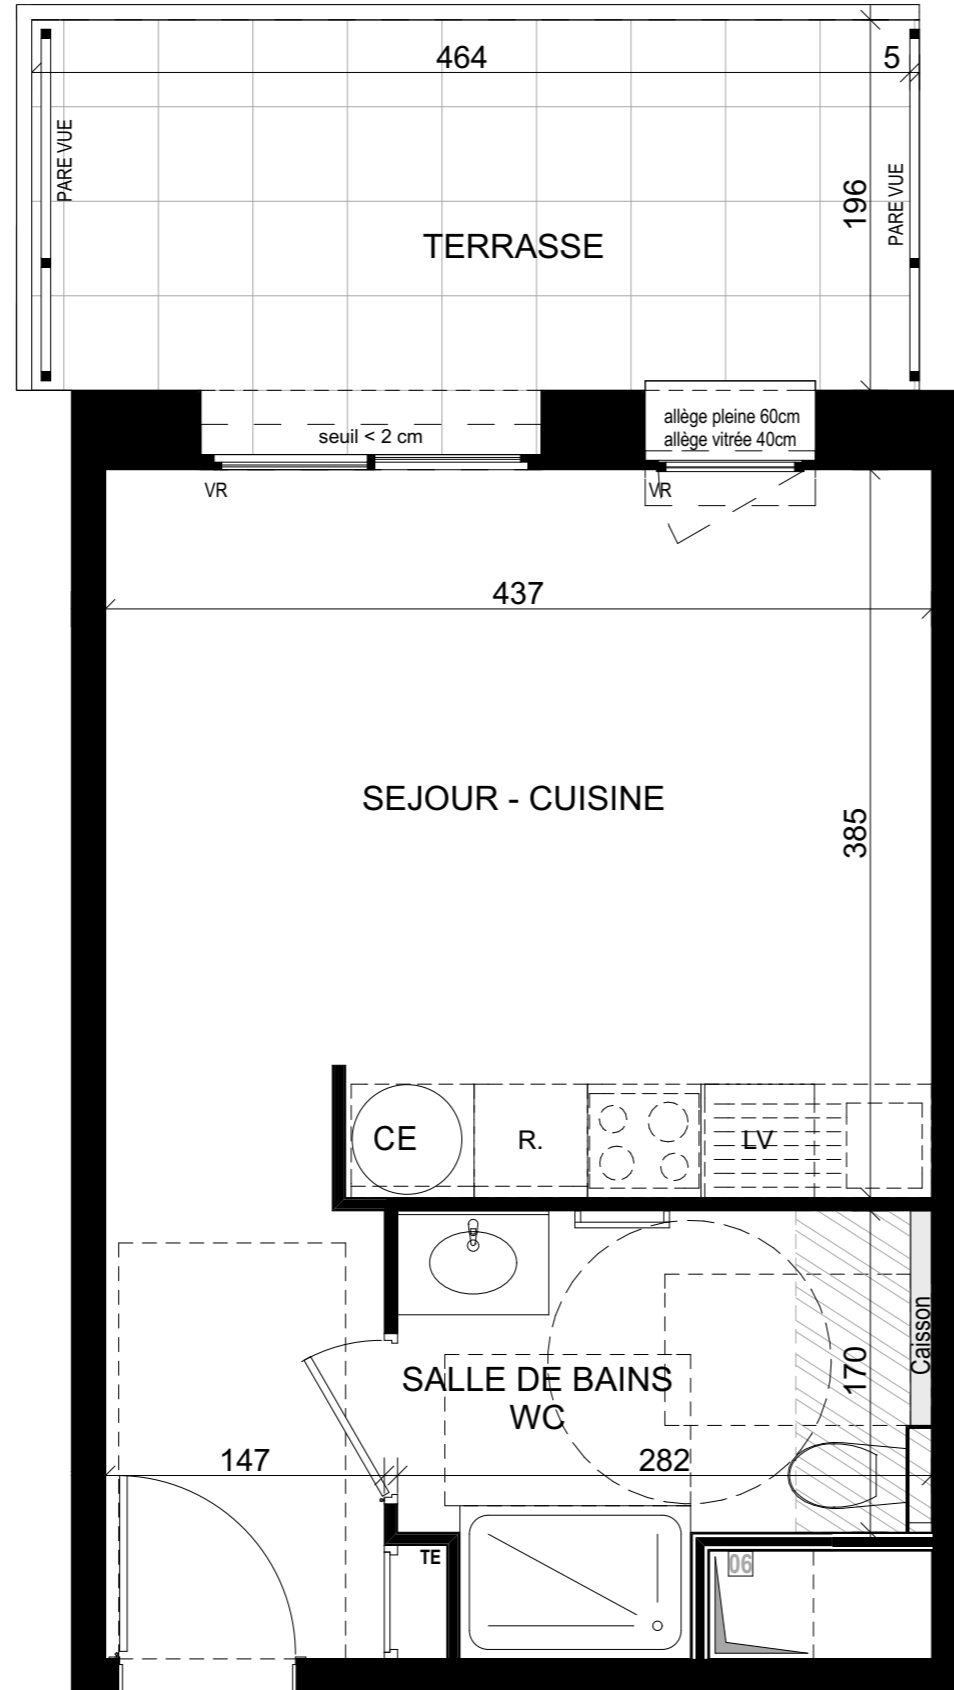 464
5
PARE VUE
196
PARE VUE
TERRASSE
seuil < 2 cm
allège pleine 60cm
allège vitrée 40cm
VR
VR
437
SEJOUR - CUISINE
385
CE
R.
LV
Caisson
170
SALLE DE BAINS
WC
147
282
TE
06